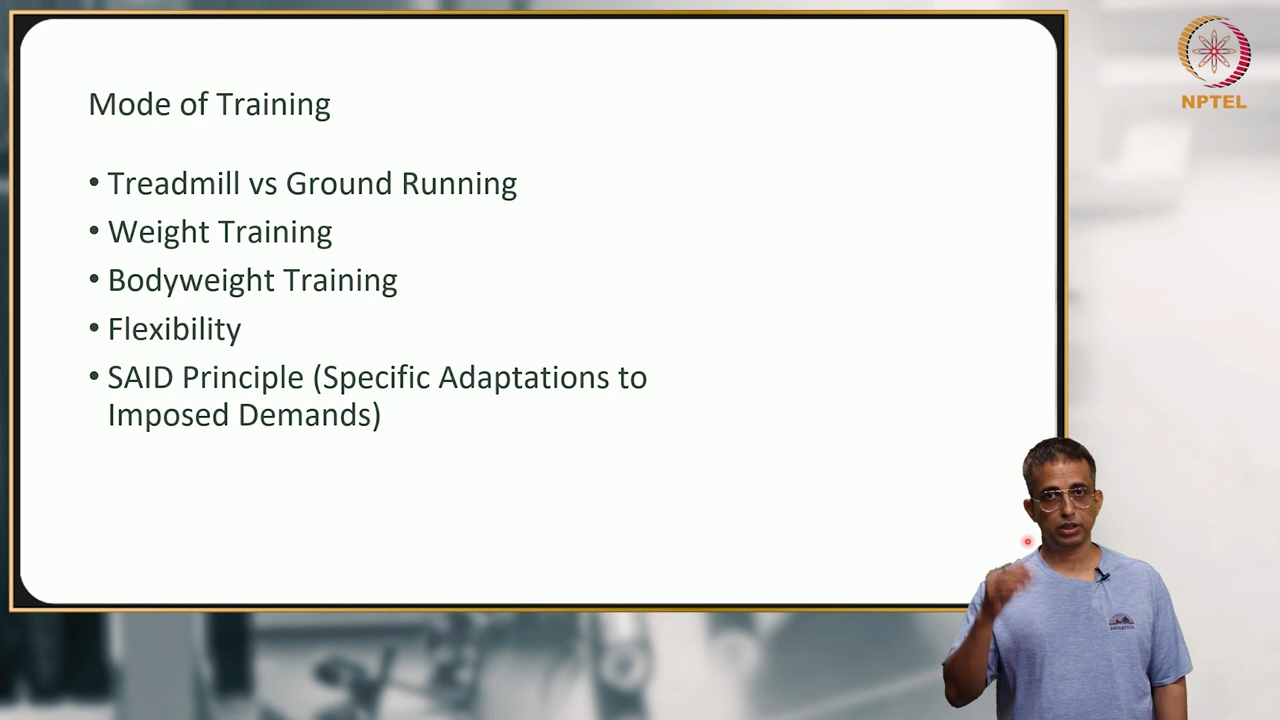 Mode of Training
• Treadmill vs Ground Running
• Weight Training
• Bodyweight Training
• Flexibility
• SAID Principle (Specific Adaptations to
Imposed Demands)
NPTEL
patagonia